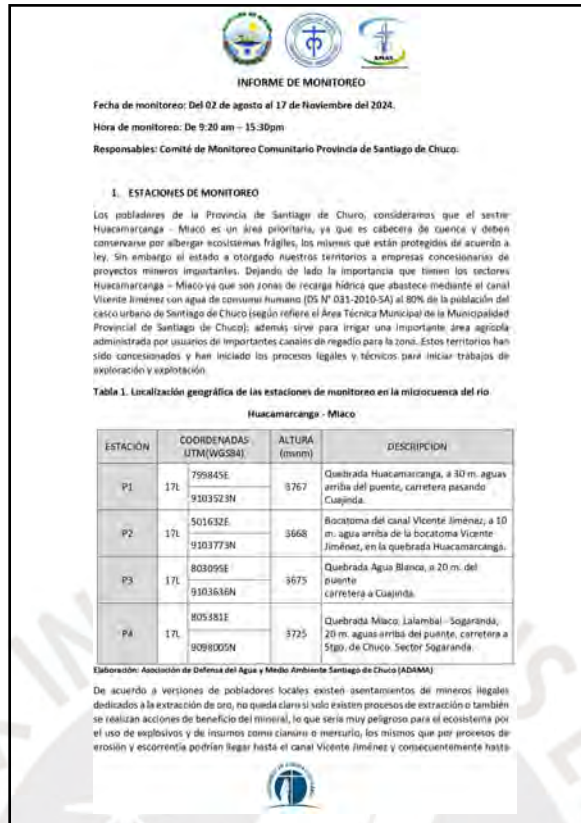 INFORME DE MONITOREO
Fecha de monitoreo: Del 02 de agosto al 17 de Noviembre del 2024.
Hora de monitoreo: De 9:20 am – 15:30pm
Responsables: Comité de Monitoreo Comunitario Provincia de Santiago de Chuco.
1. ESTACIONES DE MONITOREO
Los pobladores de la Provincia de Santiago de Chuco, consideramos que el sector
Huacamarcanga - Miaco es un área prioritaria, ya que es cabecera de cuenca y deben
conservarse por albergar ecosistemas frágiles, los mismos que están protegidos de acuerdo a
ley. Sin embargo el estado a otorgado nuestros territorios a empresas concesionarias de
proyectos mineros importantes. Dejando de lado la importancia que tienen los sectores
Huacamarcanga – Miaco ya que son zonas de recarga hídrica que abastece mediante el canal
Vicente Jiménez con agua de consumo humano (DS N° 031-2010-SA) al 80% de la población del
casco urbano de Santiago de Chuco (según refiere el Área Técnica Municipal de la Municipalidad
Provincial de Santiago de Chuco); además sirve para irrigar una importante área agrícola
administrada por usuarios de importantes canales de regadío para la zona. Estos territorios han
sido concesionados y han iniciado los procesos legales y técnicos para iniciar trabajos de
exploración y explotación
Tabla 1. Localización geográfica de las estaciones de monitoreo en la microcuenca del río
Huacamarcanga - Miaco
ESTACIÓN COORDENADAS UTM(WGS84) ALTURA (msnm) DESCRIPCION
P1 17L 799845E 9103523N 3767 Quebrada Huacamarcanga, a 30 m. aguas
arriba del puente, carretera pasando
Cuajinda.
P2 17L 501632E 9103773N 3668 Bocatoma del canal Vicente Jiménez, a 10
m. agua arriba de la bocatoma Vicente
Jiménez, en la quebrada Huacamarcanga.
P3 17L 803095E 9103636N 3675 Quebrada Agua Blanca, a 20 m. del
puente
carretera a Cuajinda.
P4 17L 805381E 9098005N 3725 Quebrada Miaco, Lalambal - Sogaranda,
20 m. aguas arriba del puente, carretera a
Stgo. de Chuco. Sector Sogaranda.
Elaboración: Asociación de Defensa del Agua y Medio Ambiente Santiago de Chuco (ADAMA)
De acuerdo a versiones de pobladores locales existen asentamientos de mineros ilegales
dedicados a la extracción de oro, no queda claro si solo existen procesos de extracción o también
se realizan acciones de beneficio del mineral, lo que sería muy peligroso para el ecosistema por
el uso de explosivos y de insumos como cianuro o mercurio, los mismos que por procesos de
erosión y escorrentía podrían llegar hasta el canal Vicente Jiménez y consecuentemente hasta